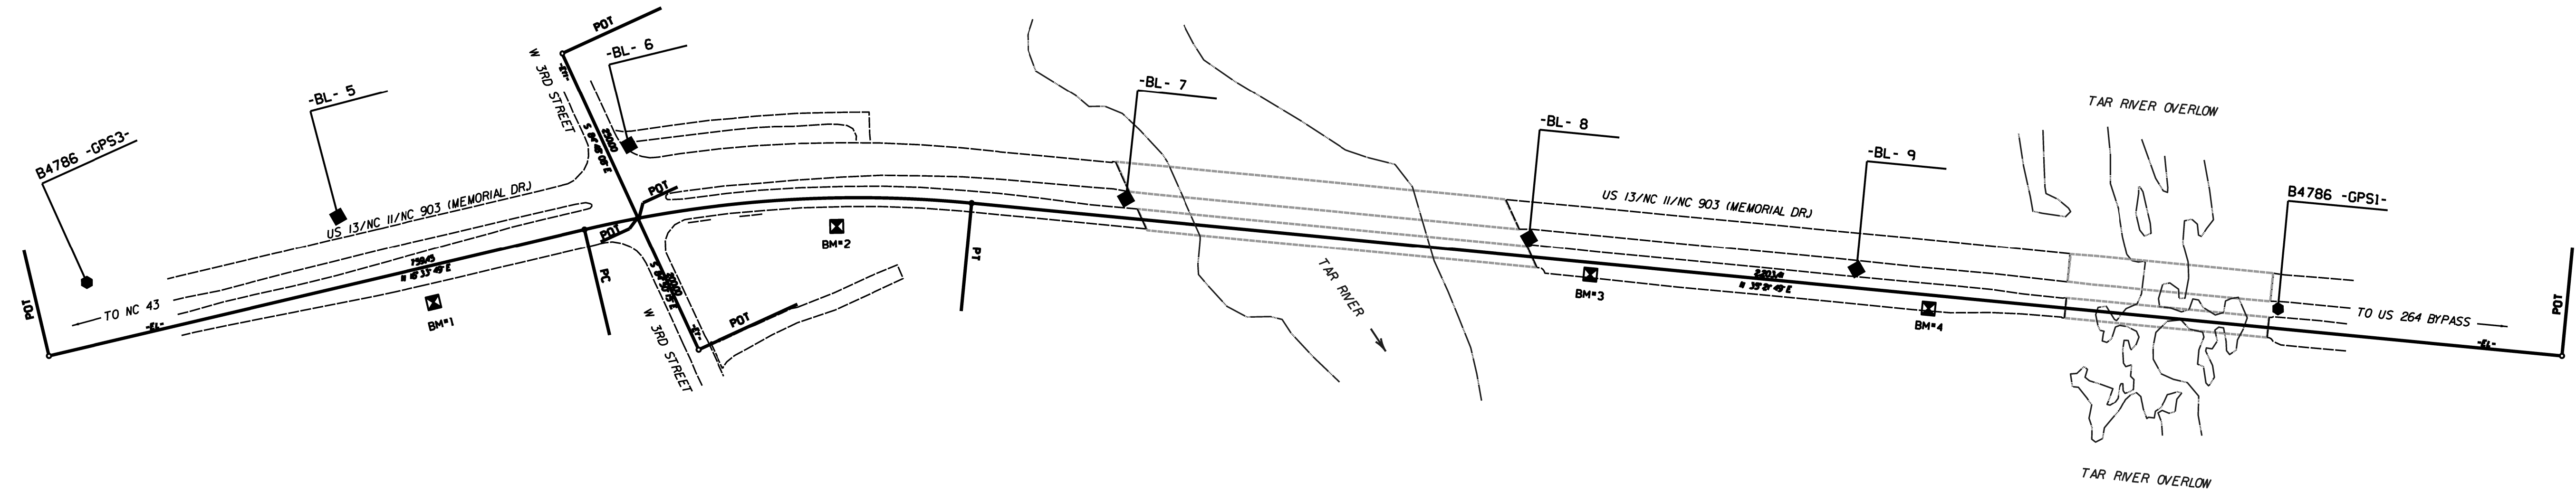 POT
-BL- 6
W 3RD STREET
-BL- 5
B4786 -GPS3-
-BL- 7
TAR RIVER OVERLOW
-BL- 8
-BL- 9
B4786 -GPS1-
POT
US 13/NC 11/NC 903 (MEMORIAL DR.)
US 13/NC 11/NC 903 (MEMORIAL DR.)
POT
BM#2
PT
PC
TAR RIVER
BM#3
BM#4
POT
TO NC 43
-EL-
BM#1
W 3RD STREET
POT
TO US 264 BYPASS
-EL-
POT
TAR RIVER OVERLOW